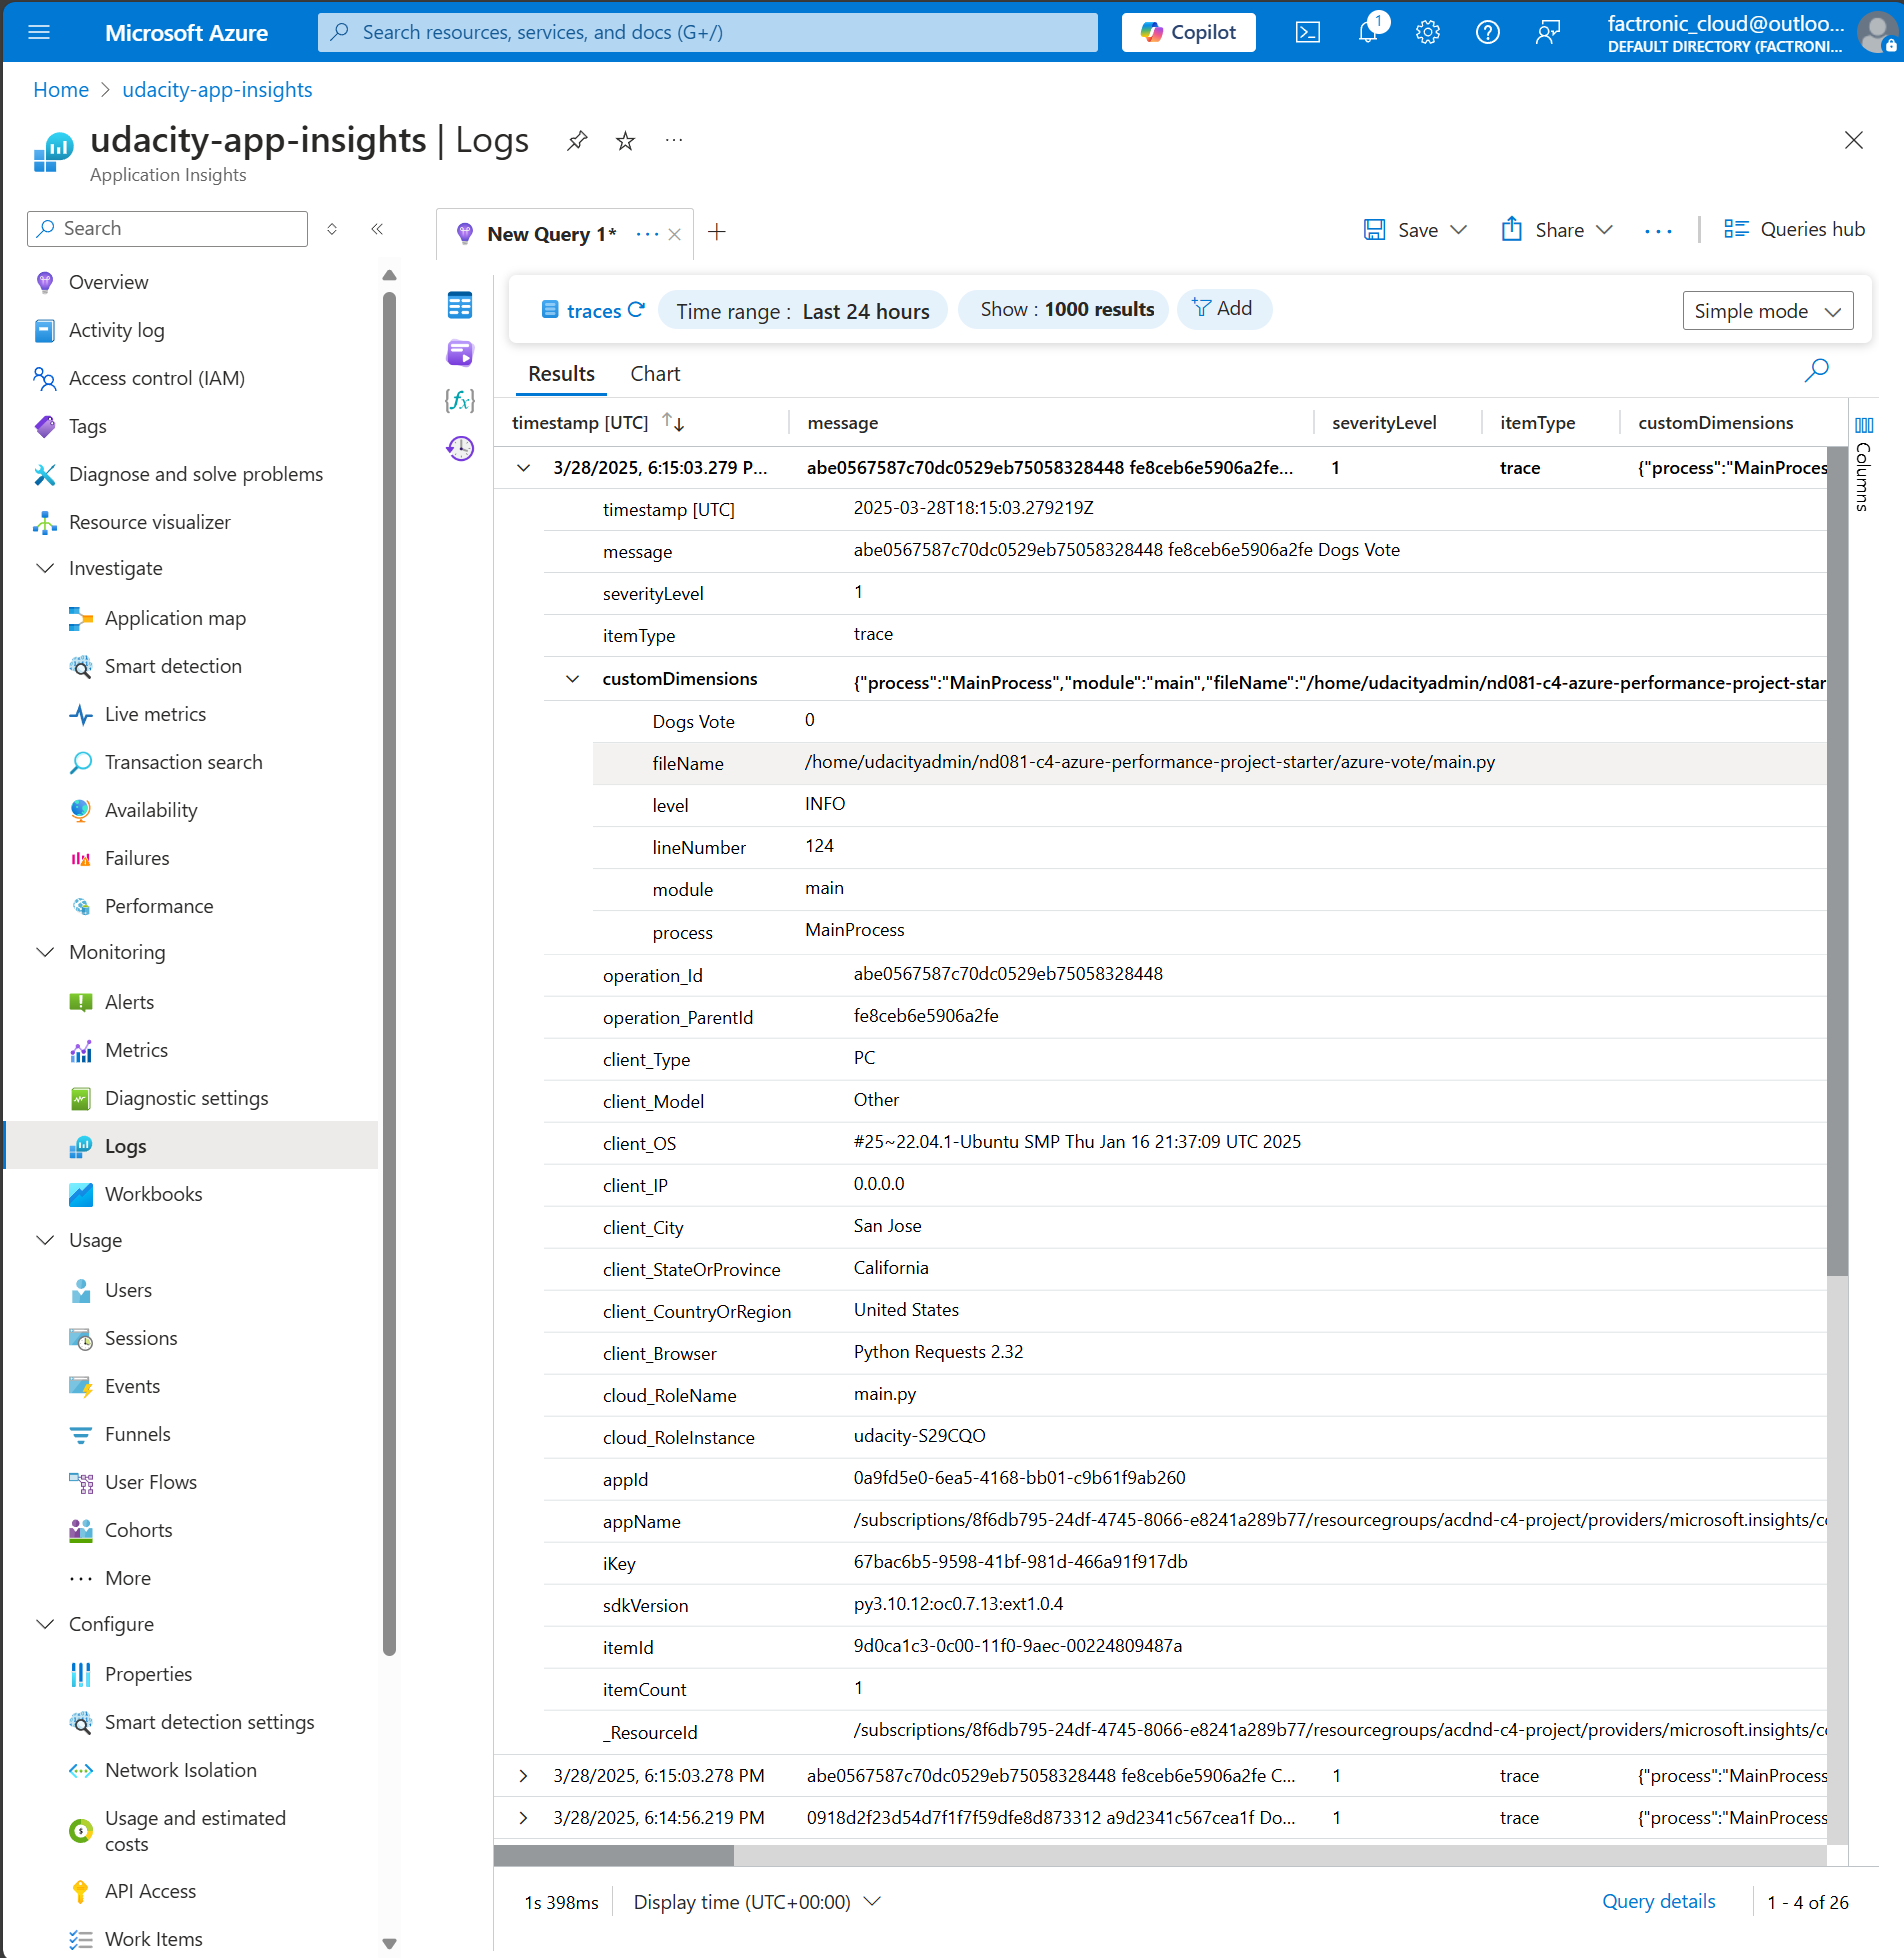 Microsoft Azure
Search resources, services, and docs (G+/)
Copilot
1
factronic_cloud@outloo...
DEFAULT DIRECTORY (FACTRONI...
Home > udacity-app-insights
udacity-app-insights | Logs
Application Insights
Search
Overview
Activity log
Access control (IAM)
Tags
Diagnose and solve problems
Resource visualizer
Investigate
Application map
Smart detection
Live metrics
Transaction search
Availability
Failures
Performance
Monitoring
Alerts
Metrics
Diagnostic settings
Logs
Workbooks
Usage
Users
Sessions
Events
Funnels
User Flows
Cohorts
More
Configure
Properties
Smart detection settings
Network Isolation
Usage and estimated
costs
API Access
Work Items
New Query 1*
Save
Share
Queries hub
traces
Time range : Last 24 hours
Show : 1000 results
Add
Simple mode
Results
Chart
timestamp [UTC] message severityLevel itemType customDimensions
Columns
3/28/2025, 6:15:03.279 P... abe0567587c70dc0529eb75058328448 fe8ceb6e5906a2fe... 1 trace {"process":"MainProces
timestamp [UTC] 2025-03-28T18:15:03.279219Z
message abe0567587c70dc0529eb75058328448 fe8ceb6e5906a2fe Dogs Vote
severityLevel 1
itemType trace
customDimensions {"process":"MainProcess","module":"main","fileName":"/home/udacityadmin/nd081-c4-azure-performance-project-star
Dogs Vote 0
fileName /home/udacityadmin/nd081-c4-azure-performance-project-starter/azure-vote/main.py
level INFO
lineNumber 124
module main
process MainProcess
operation_Id abe0567587c70dc0529eb75058328448
operation_ParentId fe8ceb6e5906a2fe
client_Type PC
client_Model Other
client_OS #25~22.04.1-Ubuntu SMP Thu Jan 16 21:37:09 UTC 2025
client_IP 0.0.0.0
client_City San Jose
client_StateOrProvince California
client_CountryOrRegion United States
client_Browser Python Requests 2.32
cloud_RoleName main.py
cloud_RoleInstance udacity-S29CQO
appId 0a9fd5e0-6ea5-4168-bb01-c9b61f9ab260
appName /subscriptions/8f6db795-24df-4745-8066-e8241a289b77/resourcegroups/acdnd-c4-project/providers/microsoft.insights/co
iKey 67bac6b5-9598-41bf-981d-466a91f917db
sdkVersion py3.10.12:oc0.7.13:ext1.0.4
itemId 9d0ca1c3-0c00-11f0-9aec-00224809487a
itemCount 1
_ResourceId /subscriptions/8f6db795-24df-4745-8066-e8241a289b77/resourcegroups/acdnd-c4-project/providers/microsoft.insights/co
3/28/2025, 6:15:03.278 PM abe0567587c70dc0529eb75058328448 fe8ceb6e5906a2fe C... 1 trace {"process":"MainProcess
3/28/2025, 6:14:56.219 PM 0918d2f23d54d7f1f7f59dfe8d873312 a9d2341c567cea1f Do... 1 trace {"process":"MainProcess
1s 398ms
Display time (UTC+00:00)
Query details
1 - 4 of 26